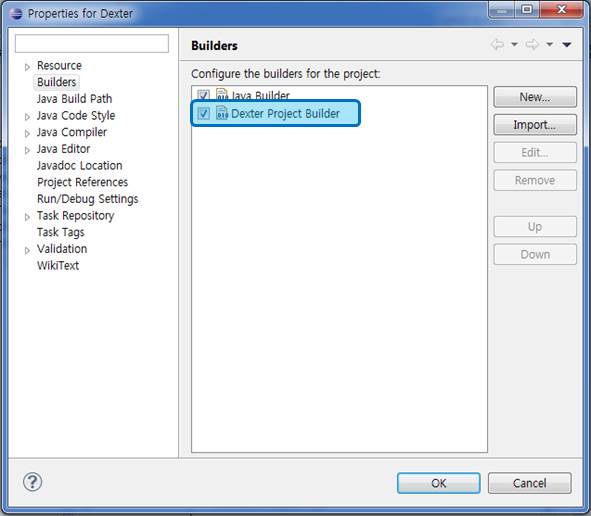 Properties for Dexter
Builders
Resource
Builders
Java Build Path
Java Code Style
Java Compiler
Java Editor
Javadoc Location
Project References
Run/Debug Settings
Task Repository
Task Tags
Validation
WikiText
Configure the builders for the project:
Java Builder
Dexter Project Builder
New...
Import...
Edit...
Remove
Up
Down
OK
Cancel